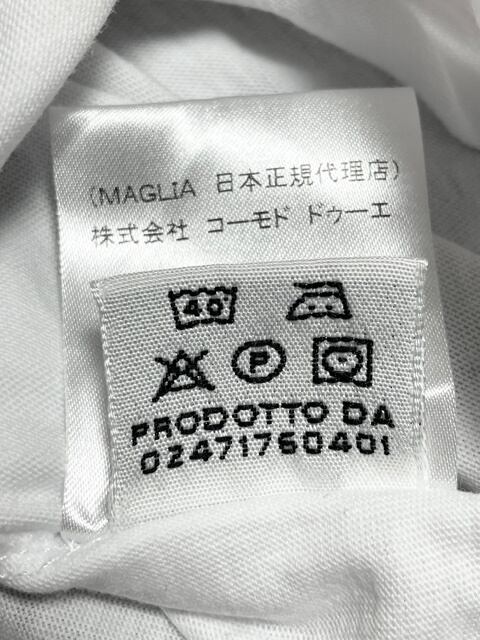 (MAGLIA 日本正規代理店)
株式会社 コーモド ドゥーエ
40
P
PRODOTTO DA
02471760401